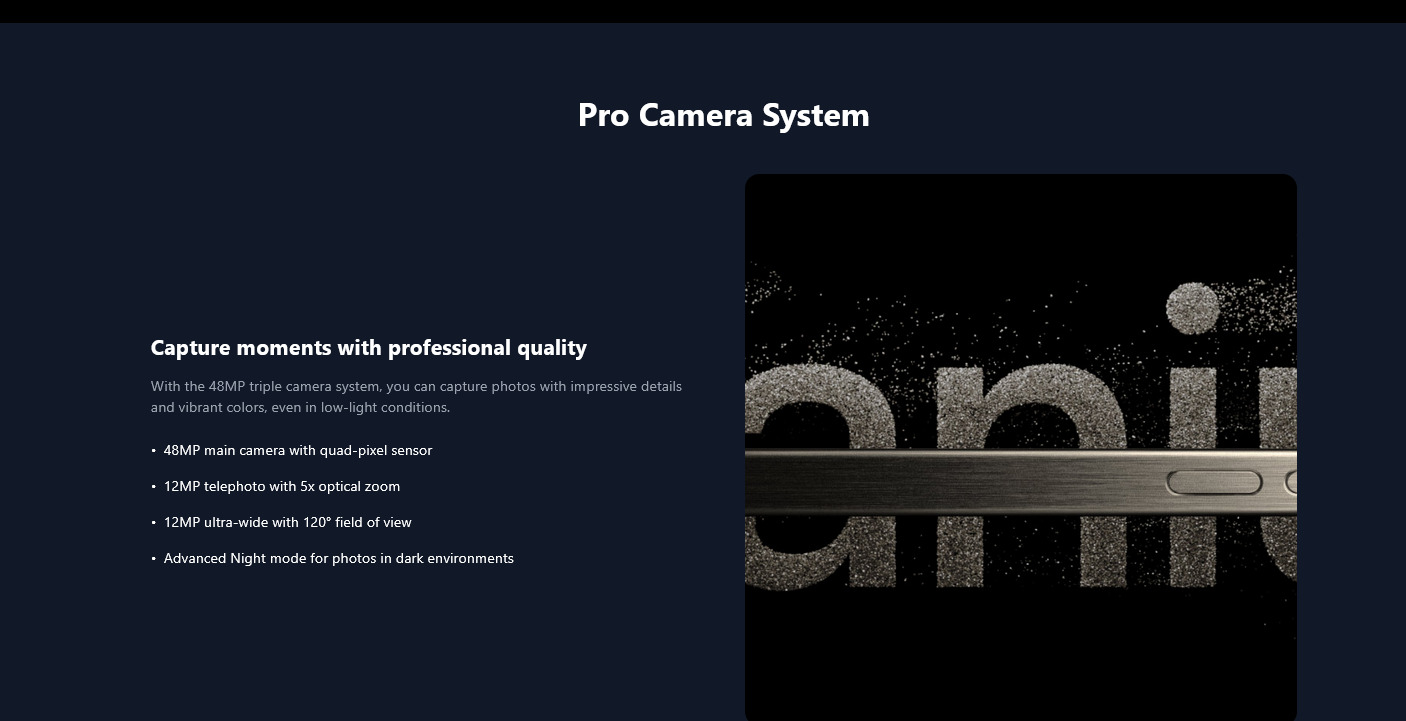 Pro Camera System
Capture moments with professional quality
With the 48MP triple camera system, you can capture photos with impressive details
and vibrant colors, even in low-light conditions.
• 48MP main camera with quad-pixel sensor
• 12MP telephoto with 5x optical zoom
• 12MP ultra-wide with 120° field of view
• Advanced Night mode for photos in dark environments